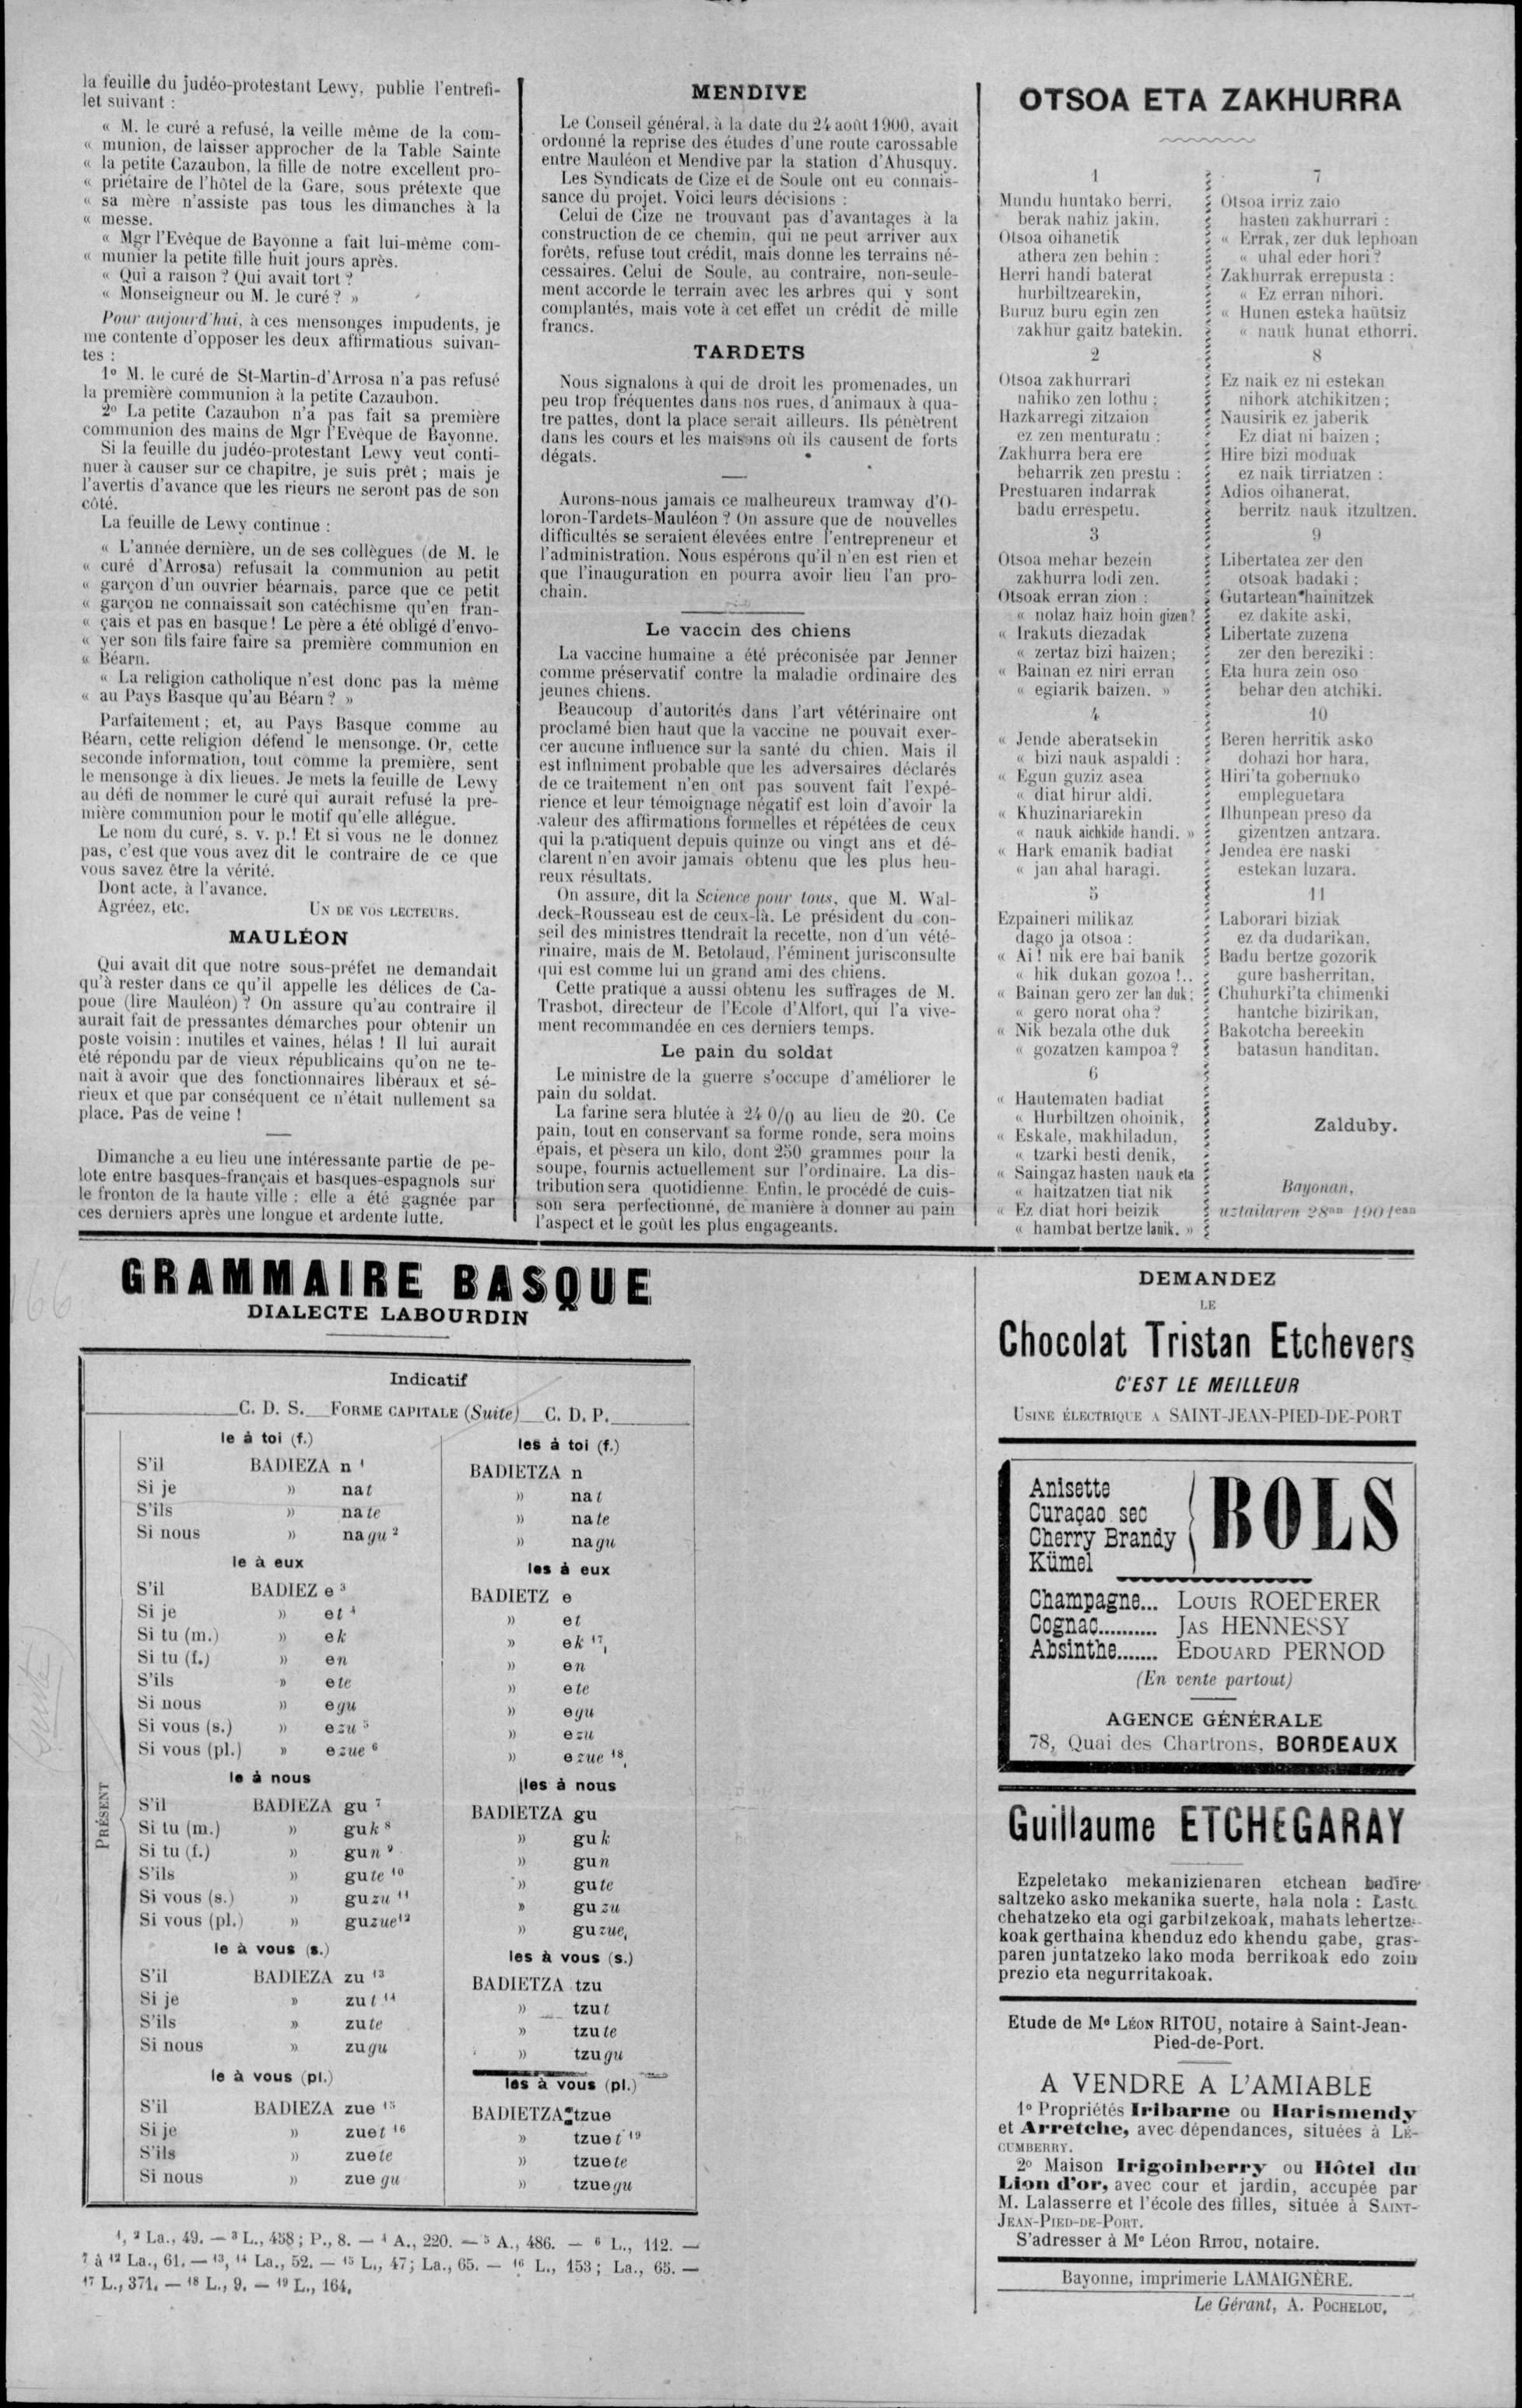 la feuille du judéo-protestant Lewy, publie l'entrefi-
let suivant :
« M. le curé a refusé, la veille même de la com-
« munion, de laisser approcher de la Table Sainte
« la petite Cazaubon, la fille de notre excellent pro-
« priétaire de l'hôtel de la Gare, sous prétexte que
« sa mère n'assiste pas tous les dimanches à la
« messe.
« Mgr l'Evêque de Bayonne a fait lui-même com-
« munier la petite fille huit jours après.
« Qui a raison ? Qui avait tort ?
« Monseigneur ou M. le curé ? »
Pour aujourd'hui, à ces mensonges impudents, je
me contente d'opposer les deux affirmatious suivan-
tes :
1º M. le curé de St-Martin-d'Arrosa n'a pas refusé
la première communion à la petite Cazaubon.
2º La petite Cazaubon n'a pas fait sa première
communion des mains de Mgr l'Evêque de Bayonne.
Si la feuille du judéo-protestant Lewy veut conti-
nuer à causer sur ce chapitre, je suis prêt ; mais je
l'avertis d'avance que les rieurs ne seront pas de son
côté.
La feuille de Lewy continue :
« L'année dernière, un de ses collègues (de M. le
« curé d'Arrosa) refusait la communion au petit
« garçon d'un ouvrier béarnais, parce que ce petit
« garçon ne connaissait son catéchisme qu'en fran-
« çais et pas en basque ! Le père a été obligé d'envo-
« yer son fils faire faire sa première communion en
« Béarn.
« La religion catholique n'est donc pas la même
« au Pays Basque qu'au Béarn ? »
Parfaitement ; et, au Pays Basque comme au
Béarn, cette religion défend le mensonge. Or, cette
seconde information, tout comme la première, sent
le mensonge à dix lieues. Je mets la feuille de Lewy
au défi de nommer le curé qui aurait refusé la pre-
mière communion pour le motif qu'elle allègue.
Le nom du curé, s. v. p.! Et si vous ne le donnez
pas, c'est que vous avez dit le contraire de ce que
vous savez être la vérité.
Dont acte, à l'avance.
Agréez, etc. UN DE VOS LECTEURS.
MAULÉON
Qui avait dit que notre sous-préfet ne demandait
qu'à rester dans ce qu'il appelle les délices de Ca-
poue (lire Mauléon) ? On assure qu'au contraire il
aurait fait de pressantes démarches pour obtenir un
poste voisin : inutiles et vaines, hélas ! Il lui aurait
été répondu par de vieux républicains qu'on ne te-
nait à avoir que des fonctionnaires libéraux et sé-
rieux et que par conséquent ce n'était nullement sa
place. Pas de veine !
Dimanche a eu lieu une intéressante partie de pe-
lote entre basques-français et basques-espagnols sur
le fronton de la haute ville : elle a été gagnée par
ces derniers après une longue et ardente lutte.
MENDIVE
Le Conseil général, à la date du 24 août 1900, avait
ordonné la reprise des études d'une route carossable
entre Mauléon et Mendive par la station d'Ahusquy.
Les Syndicats de Cize et de Soule ont eu connais-
sance du projet. Voici leurs décisions :
Celui de Cize ne trouvant pas d'avantages à la
construction de ce chemin, qui ne peut arriver aux
forêts, refuse tout crédit, mais donne les terrains né-
cessaires. Celui de Soule, au contraire, non-seule-
ment accorde le terrain avec les arbres qui y sont
complantés, mais vote à cet effet un crédit de mille
francs.
TARDETS
Nous signalons à qui de droit les promenades, un
peu trop fréquentes dans nos rues, d'animaux à qua-
tre pattes, dont la place serait ailleurs. Ils pénètrent
dans les cours et les maisons où ils causent de forts
dégats.
Aurons-nous jamais ce malheureux tramway d'O-
loron-Tardets-Mauléon ? On assure que de nouvelles
difficultés se seraient élevées entre l'entrepreneur et
l'administration. Nous espérons qu'il n'en est rien et
que l'inauguration en pourra avoir lieu l'an pro-
chain.
Le vaccin des chiens
La vaccine humaine a été préconisée par Jenner
comme préservatif contre la maladie ordinaire des
jeunes chiens.
Beaucoup d'autorités dans l'art vétérinaire ont
proclamé bien haut que la vaccine ne pouvait exer-
cer aucune influence sur la santé du chien. Mais il
est infiniment probable que les adversaires déclarés
de ce traitement n'en ont pas souvent fait l'expé-
rience et leur témoignage négatif est loin d'avoir la
valeur des affirmations formelles et répétées de ceux
qui la pratiquent depuis quinze ou vingt ans et dé-
clarent n'en avoir jamais obtenu que les plus heu-
reux résultats.
On assure, dit la Science pour tous, que M. Wal-
deck-Rousseau est de ceux-là. Le président du con-
seil des ministres ttendrait la recette, non d'un vété-
rinaire, mais de M. Betolaud, l'éminent jurisconsulte
qui est comme lui un grand ami des chiens.
Cette pratique a aussi obtenu les suffrages de M.
Trasbot, directeur de l'Ecole d'Alfort, qui l'a vive-
ment recommandée en ces derniers temps.
Le pain du soldat
Le ministre de la guerre s'occupe d'améliorer le
pain du soldat.
La farine sera blutée à 24 0/0 au lieu de 20. Ce
pain, tout en conservant sa forme ronde, sera moins
épais, et pèsera un kilo, dont 250 grammes pour la
soupe, fournis actuellement sur l'ordinaire. La dis-
tribution sera quotidienne. Enfin, le procédé de cuis-
son sera perfectionné, de manière à donner au pain
l'aspect et le goût les plus engageants.
OTSOA ETA ZAKHURRA
1
Mundu huntako berri,
berak nahiz jakin,
Otsoa oihanetik
athera zen behin :
Herri handi baterat
hurbiltzearekin,
Buruz buru egin zen
zakhur gaitz batekin.
2
Otsoa zakhurrari
nahiko zen lothu ;
Hazkarregi zitzaion
ez zen menturatu :
Zakhurra bera ere
beharrik zen prestu :
Prestuaren indarrak
badu errespetu.
3
Otsoa mehar bezein
zakhurra lodi zen.
Otsoak erran zion :
« nolaz haiz hoin gizen ?
« Irakuts diezadak
« zertaz bizi haizen;
« Bainan ez niri erran
« egiarik baizen. »
4
« Jende aberatsekin
« bizi nauk aspaldi :
« Egun guziz asea
« diat hirur aldi.
« Khuzinariarekin
« nauk aichkide handi. »
« Hark emanik badiat
« jan ahal haragi.
5
Ezpaineri milikaz
dago ja otsoa :
« Ai ! nik ere bai banik
« hik dukan gozoa !..
« Bainan gero zer lan duk;
« gero norat oha ?
« Nik bezala othe duk
« gozatzen kampoa ?
6
« Hautematen badiat
« Hurbiltzen ohoinik,
« Eskale, makhiladun,
« tzarki besti denik,
« Saingaz hasten nauk eta
« haitzatzen tiat nik
« Ez diat hori beizik
« hambat bertze lanik. »
7
Otsoa irriz zaio
hasten zakhurrari :
« Errak, zer duk lephoan
« uhal eder hori ?
Zakhurrak errepusta :
« Ez erran nihori.
« Hunen esteka haütsiz
« nauk hunat ethorri.
8
Ez naik ez ni estekan
nihork atchikitzen ;
Nausirik ez jaberik
Ez diat ni baizen ;
Hire bizi moduak
ez naik tirriatzen :
Adios oihanerat,
berritz nauk itzultzen.
9
Libertatea zer den
otsoak badaki :
Gutartean hainitzek
ez dakite aski,
Libertate zuzena
zer den bereziki :
Eta hura zein oso
behar den atchiki.
10
Beren herritik asko
dohazi hor hara,
Hiri'ta gobernuko
empleguetara
Ilhunpean preso da
gizentzen antzara.
Jendea ere naski
estekan luzara.
11
Laborari biziak
ez da dudarikan,
Badu bertze gozorik
gure basherritan,
Chuhurki'ta chimenki
hantche bizirikan,
Bakotcha bereekin
batasun handitan.
Zalduby.
Bayonan,
uztailaren 28an 1901ean
GRAMMAIRE BASQUE
DIALECTE LABOURDIN
Indicatif
C. D. S. FORME CAPITALE (Suite) C. D. P.
PRÉSENT
le à toi (f.) les à toi (f.)
S'il BADIEZA n 1 BADIETZA n
Si je » nat » nat
S'ils » nate » nate
Si nous » nagu 2 » nagu
le à eux les à eux
S'il BADIEZ e 3 BADIETZ e
Si je » et 4 » et
Si tu (m.) » ek » ek 17
Si tu (f.) » en » en
S'ils » ete » ete
Si nous » egu » egu
Si vous (s.) » ezu 5 » ezu
Si vous (pl.) » ezue 6 » ezue 18
le à nous les à nous
S'il BADIEZA gu 7 BADIETZA gu
Si tu (m.) » guk 8 » guk
Si tu (f.) » gun 9 » gun
S'ils » gute 10 » gute
Si vous (s.) » guzu 11 » guzu
Si vous (pl.) » guzue 12 » guzue
le à vous (s.) les à vous (s.)
S'il BADIEZA zu 13 BADIETZA tzu
Si je » zut 14 » tzut
S'ils » zute » tzute
Si nous » zugu » tzugu
le à vous (pl.) les à vous (pl.)
S'il BADIEZA zue 15 BADIETZA tzue
Si je » zuet 16 » tzuet 19
S'ils » zuete » tzuete
Si nous » zuegu » tzuegu
1, 2 La., 49. — 3 L., 458 ; P., 8. — 4 A., 220. — 5 A., 486. — 6 L., 112. —
7 à 12 La., 61. — 13, 14 La., 52. — 15 L., 47 ; La., 65. — 16 L., 153 ; La., 65. —
17 L., 371. — 18 L., 9. — 19 L., 164.
166
(suite)
DEMANDEZ
LE
Chocolat Tristan Etchevers
C'EST LE MEILLEUR
USINE ÉLECTRIQUE A SAINT-JEAN-PIED-DE-PORT
Anisette
Curaçao sec
Cherry Brandy
Kümel
BOLS
Champagne... LOUIS ROEDERER
Cognac.......... JAS HENNESSY
Absinthe....... EDOUARD PERNOD
(En vente partout)
AGENCE GÉNÉRALE
78, Quai des Chartrons, BORDEAUX
Guillaume ETCHEGARAY
Ezpeletako mekanizienaren etchean badire
saltzeko asko mekanika suerte, hala nola : Lasto
chehatzeko eta ogi garbitzekoak, mahats lehertze-
koak gerthaina khenduz edo khendu gabe, gras-
paren juntatzeko lako moda berrikoak edo zoin
prezio eta negurritakoak.
Etude de Me LÉON RITOU, notaire à Saint-Jean-
Pied-de-Port.
A VENDRE A L'AMIABLE
1º Propriétés Iribarne ou Harismendy
et Arretche, avec dépendances, situées à LÉ-
CUMBERRY.
2º Maison Irigoinberry ou Hôtel du
Lion d'or, avec cour et jardin, accupée par
M. Lalasserre et l'école des filles, située à SAINT-
JEAN-PIED-DE-PORT.
S'adresser à Me Léon RITOU, notaire.
Bayonne, imprimerie LAMAIGNÈRE.
Le Gérant, A. POCHELOU.